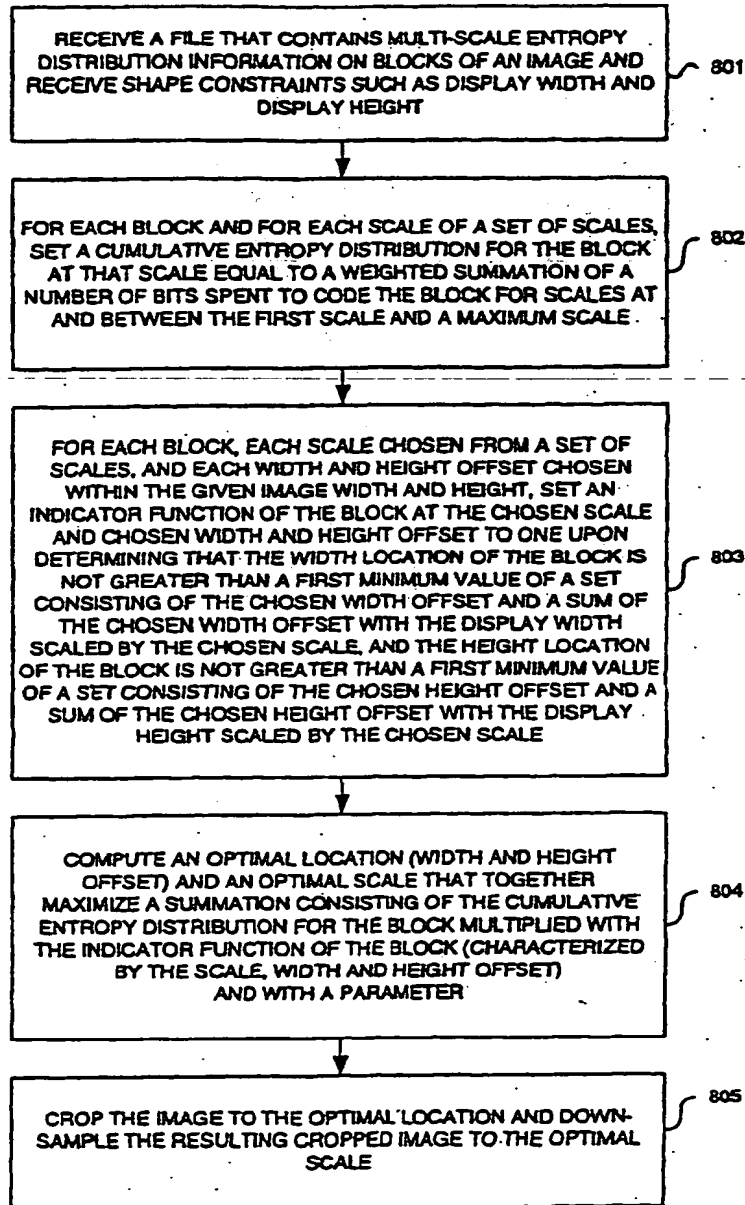 RECEIVE A FILE THAT CONTAINS MULTI-SCALE ENTROPY
DISTRIBUTION INFORMATION ON BLOCKS OF AN IMAGE AND
RECEIVE SHAPE CONSTRAINTS SUCH AS DISPLAY WIDTH AND
DISPLAY HEIGHT
801
FOR EACH BLOCK AND FOR EACH SCALE OF A SET OF SCALES,
SET A CUMULATIVE ENTROPY DISTRIBUTION FOR THE BLOCK
AT THAT SCALE EQUAL TO A WEIGHTED SUMMATION OF A
NUMBER OF BITS SPENT TO CODE THE BLOCK FOR SCALES AT
AND BETWEEN THE FIRST SCALE AND A MAXIMUM SCALE.
802
FOR EACH BLOCK, EACH SCALE CHOSEN FROM A SET OF
SCALES, AND EACH WIDTH AND HEIGHT OFFSET CHOSEN
WITHIN THE GIVEN IMAGE WIDTH AND HEIGHT, SET AN
INDICATOR FUNCTION OF THE BLOCK AT THE CHOSEN SCALE
AND CHOSEN WIDTH AND HEIGHT OFFSET TO ONE UPON
DETERMINING THAT THE WIDTH LOCATION OF THE BLOCK IS
NOT GREATER THAN A FIRST MINIMUM VALUE OF A SET
CONSISTING OF THE CHOSEN WIDTH OFFSET AND A SUM OF
THE CHOSEN WIDTH OFFSET WITH THE DISPLAY WIDTH
SCALED BY THE CHOSEN SCALE, AND THE HEIGHT LOCATION
OF THE BLOCK IS NOT GREATER THAN A FIRST MINIMUM VALUE
OF A SET CONSISTING OF THE CHOSEN HEIGHT OFFSET AND A
SUM OF THE CHOSEN HEIGHT OFFSET WITH THE DISPLAY
HEIGHT SCALED BY THE CHOSEN SCALE
803
COMPUTE AN OPTIMAL LOCATION (WIDTH AND HEIGHT
OFFSET) AND AN OPTIMAL SCALE THAT TOGETHER
MAXIMIZE A SUMMATION CONSISTING OF THE CUMULATIVE
ENTROPY DISTRIBUTION FOR THE BLOCK MULTIPLIED WITH
THE INDICATOR FUNCTION OF THE BLOCK (CHARACTERIZED
BY THE SCALE, WIDTH AND HEIGHT OFFSET)
AND WITH A PARAMETER
804
CROP THE IMAGE TO THE OPTIMAL LOCATION AND DOWN-
SAMPLE THE RESULTING CROPPED IMAGE TO THE OPTIMAL
SCALE
805